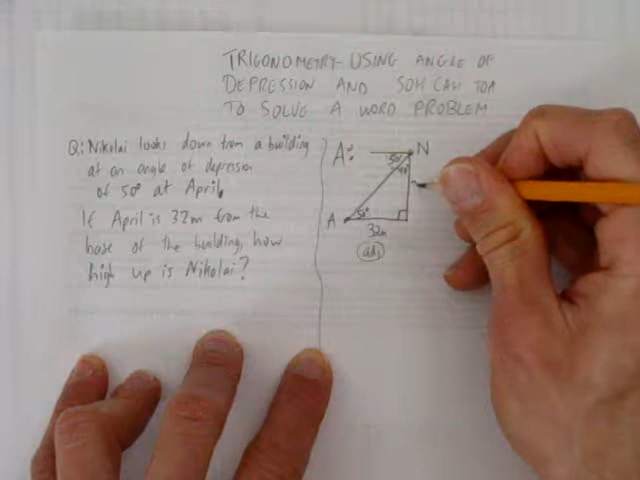 TRIGONOMETRY- USING ANGLE OF
DEPRESSION AND SOH CAH TOA
TO SOLVE A WORD PROBLEM
Q: Nikolai looks down from a building
at an angle of depression
of 50° at April.
If April is 32m from the
base of the building, how
high up is Nikolai?
A:
N
50°
40°
A
50°
32m
adj